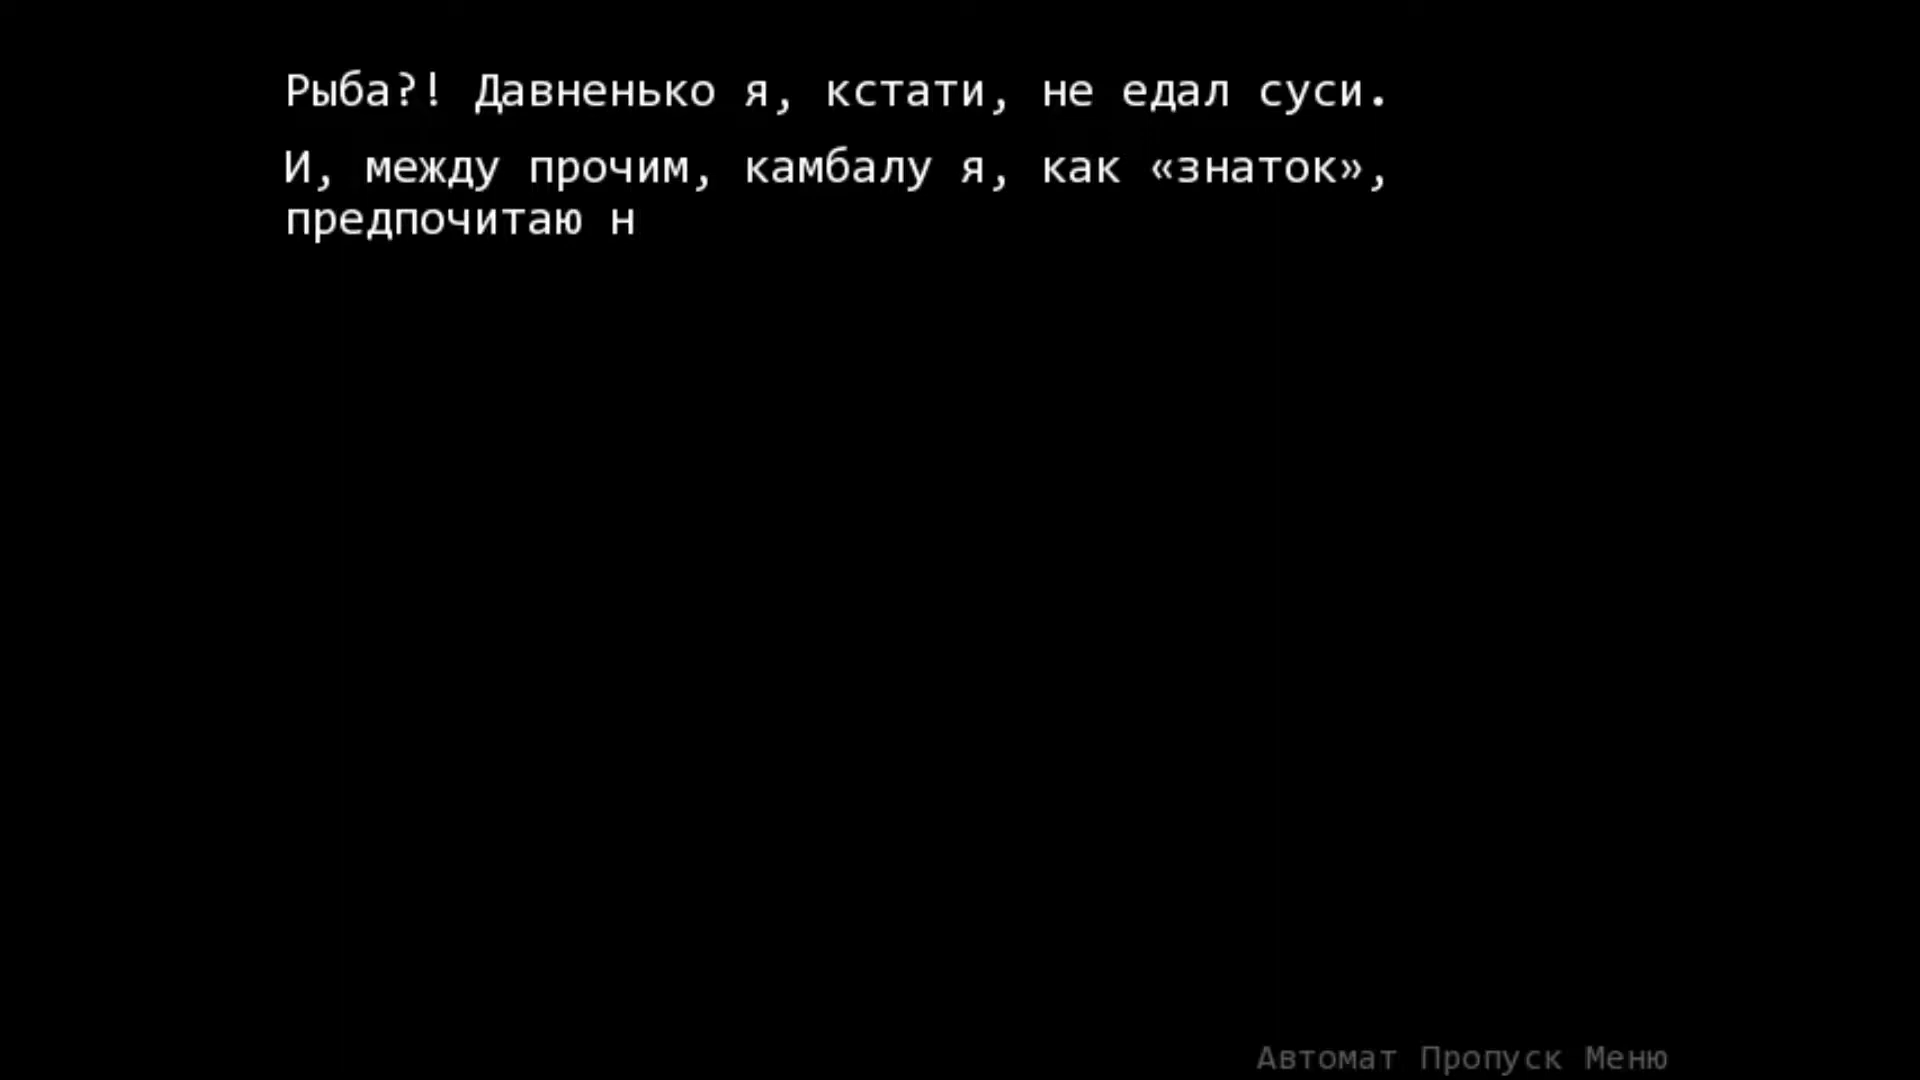 Рыба?! Давненько я, кстати, не едал суси.
И, между прочим, камбалу я, как «знаток»,
предпочитаю н
Автомат Пропуск Меню